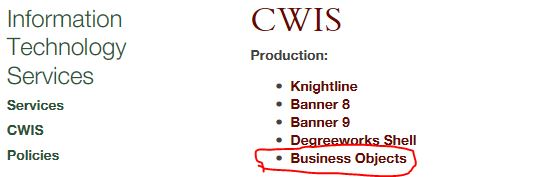 Information
Technology
Services
Services
CWIS
Policies
CWIS
Production:
Knightline
Banner 8
Banner 9
Degreeworks Shell
Business Objects